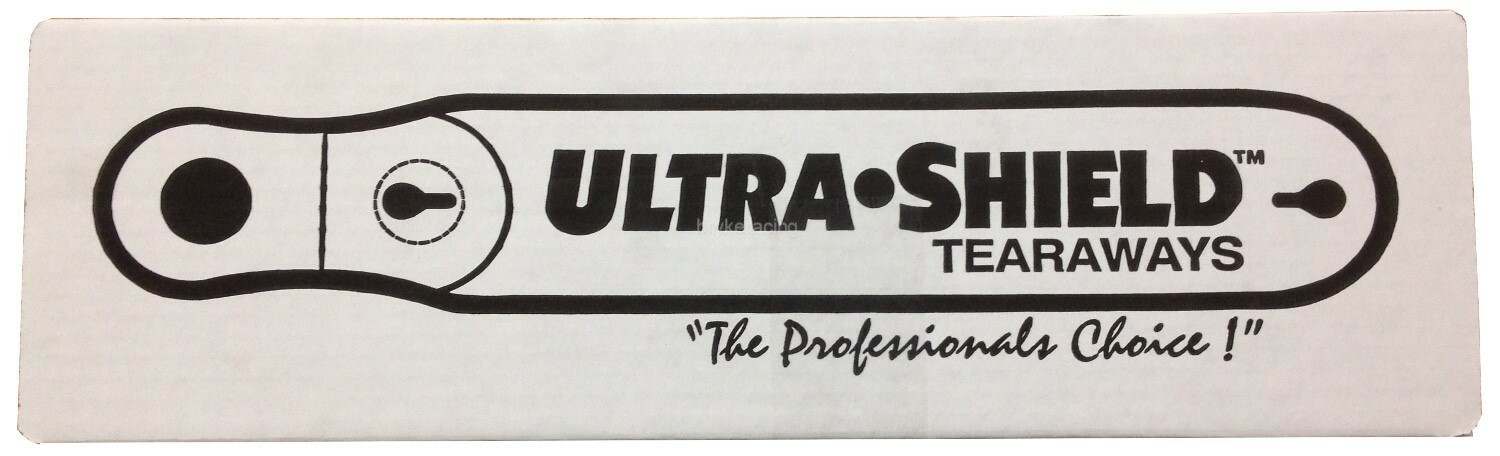 ULTRA•SHIELD™
TEARAWAYS
"The Professionals Choice!"